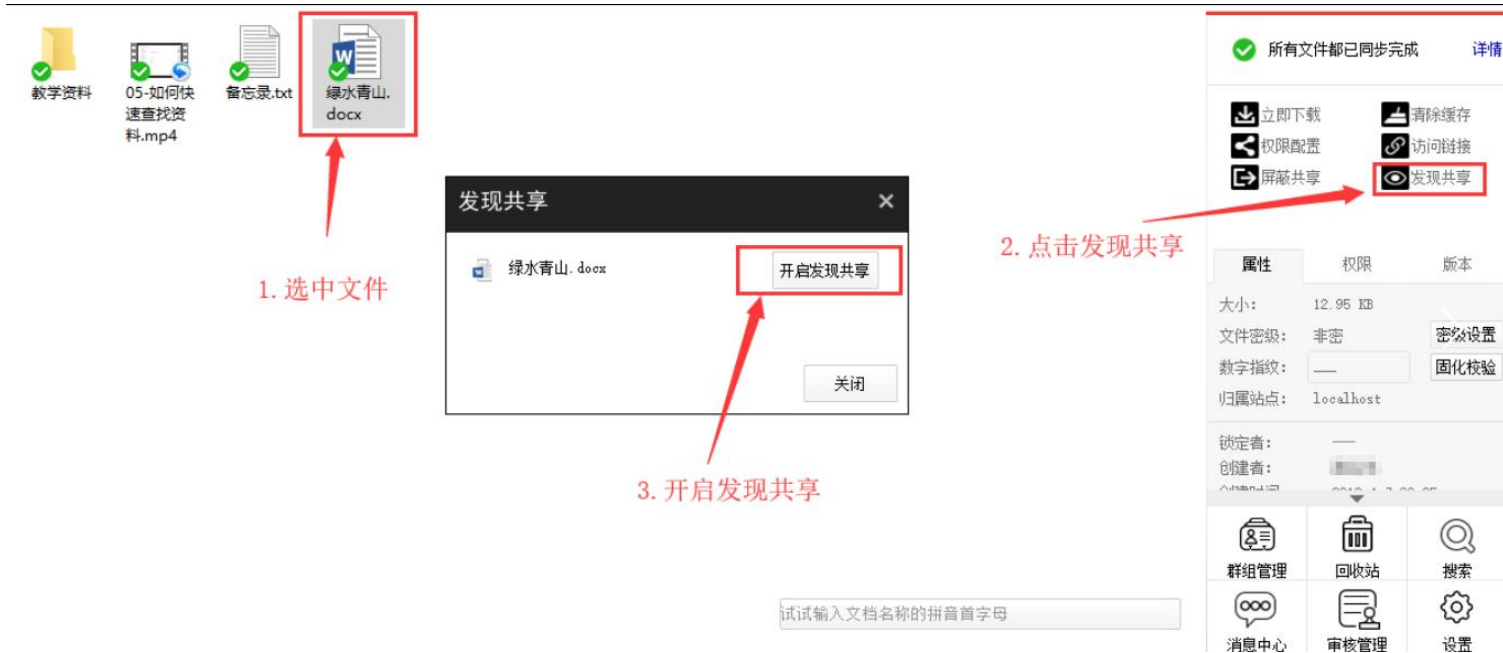 教学资料
05-如何快
速查找资
料.mp4
备忘录.txt
绿水青山.
docx
1.选中文件
发现共享
×
绿水青山.docx
开启发现共享
关闭
3.开启发现共享
2.点击发现共享
试试输入文档名称的拼音首字母
所有文件都已同步完成 详情
立即下载 清除缓存
权限配置 访问链接
屏蔽共享 发现共享
属性 权限 版本
大小: 12.95 KB
文件密级: 非密 密级设置
数字指纹: —— 固化校验
归属站点: localhost
锁定者: ——
创建者:
群组管理 回收站 搜索
消息中心 审核管理 设置